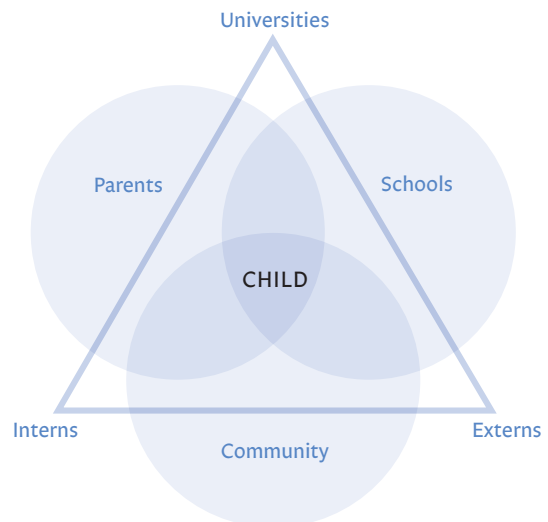 Universities
Parents
Schools
CHILD
Interns
Externs
Community